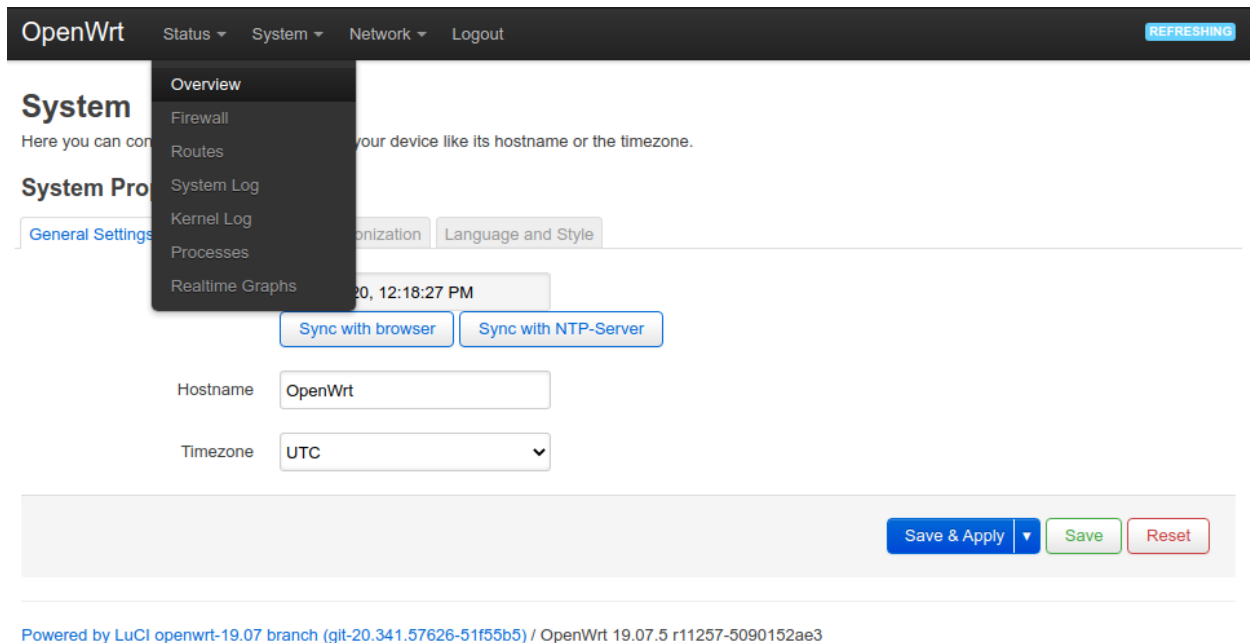 OpenWrt Status System Network Logout REFRESHING
Overview
Firewall
Routes
System Log
Kernel Log
Processes
Realtime Graphs
System
Here you can con your device like its hostname or the timezone.
System Pro
General Settings onization Language and Style
20, 12:18:27 PM
Sync with browser Sync with NTP-Server
Hostname OpenWrt
Timezone UTC
Save & Apply Save Reset
Powered by LuCI openwrt-19.07 branch (git-20.341.57626-51f55b5) / OpenWrt 19.07.5 r11257-5090152ae3